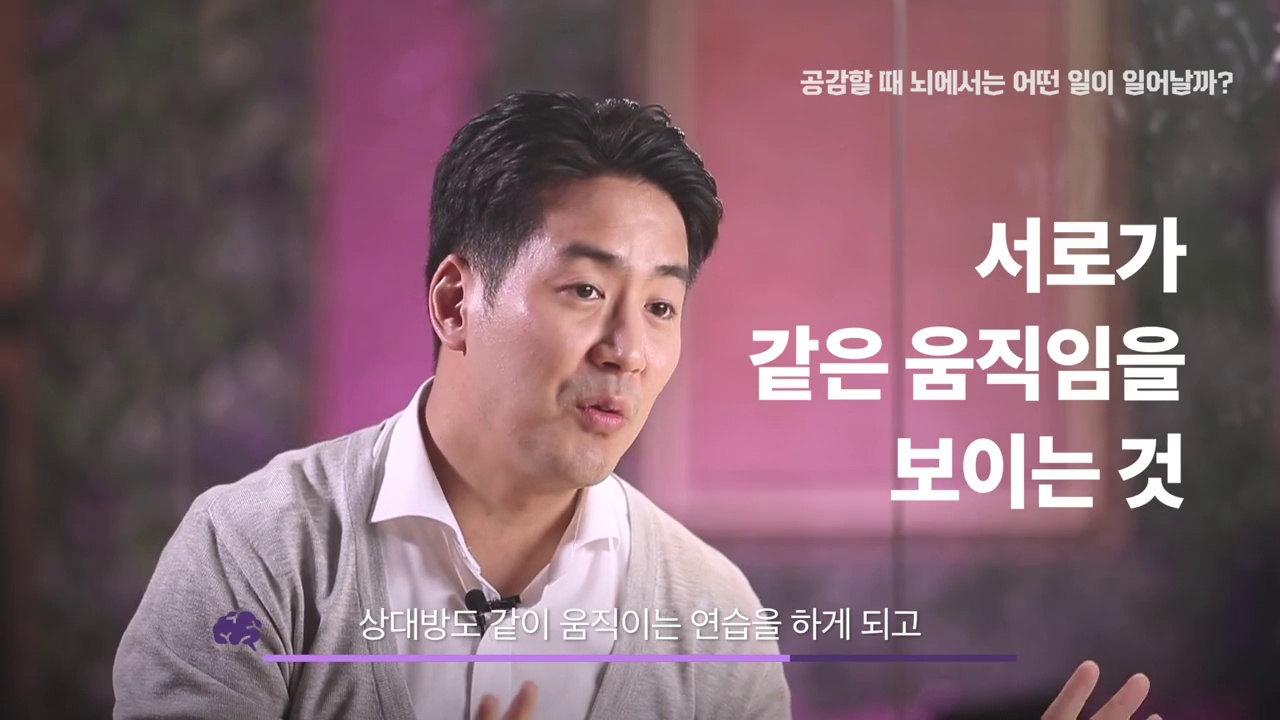 공감할 때 뇌에서는 어떤 일이 일어날까?
서로가
같은 움직임을
보이는 것
상대방도 같이 움직이는 연습을 하게 되고